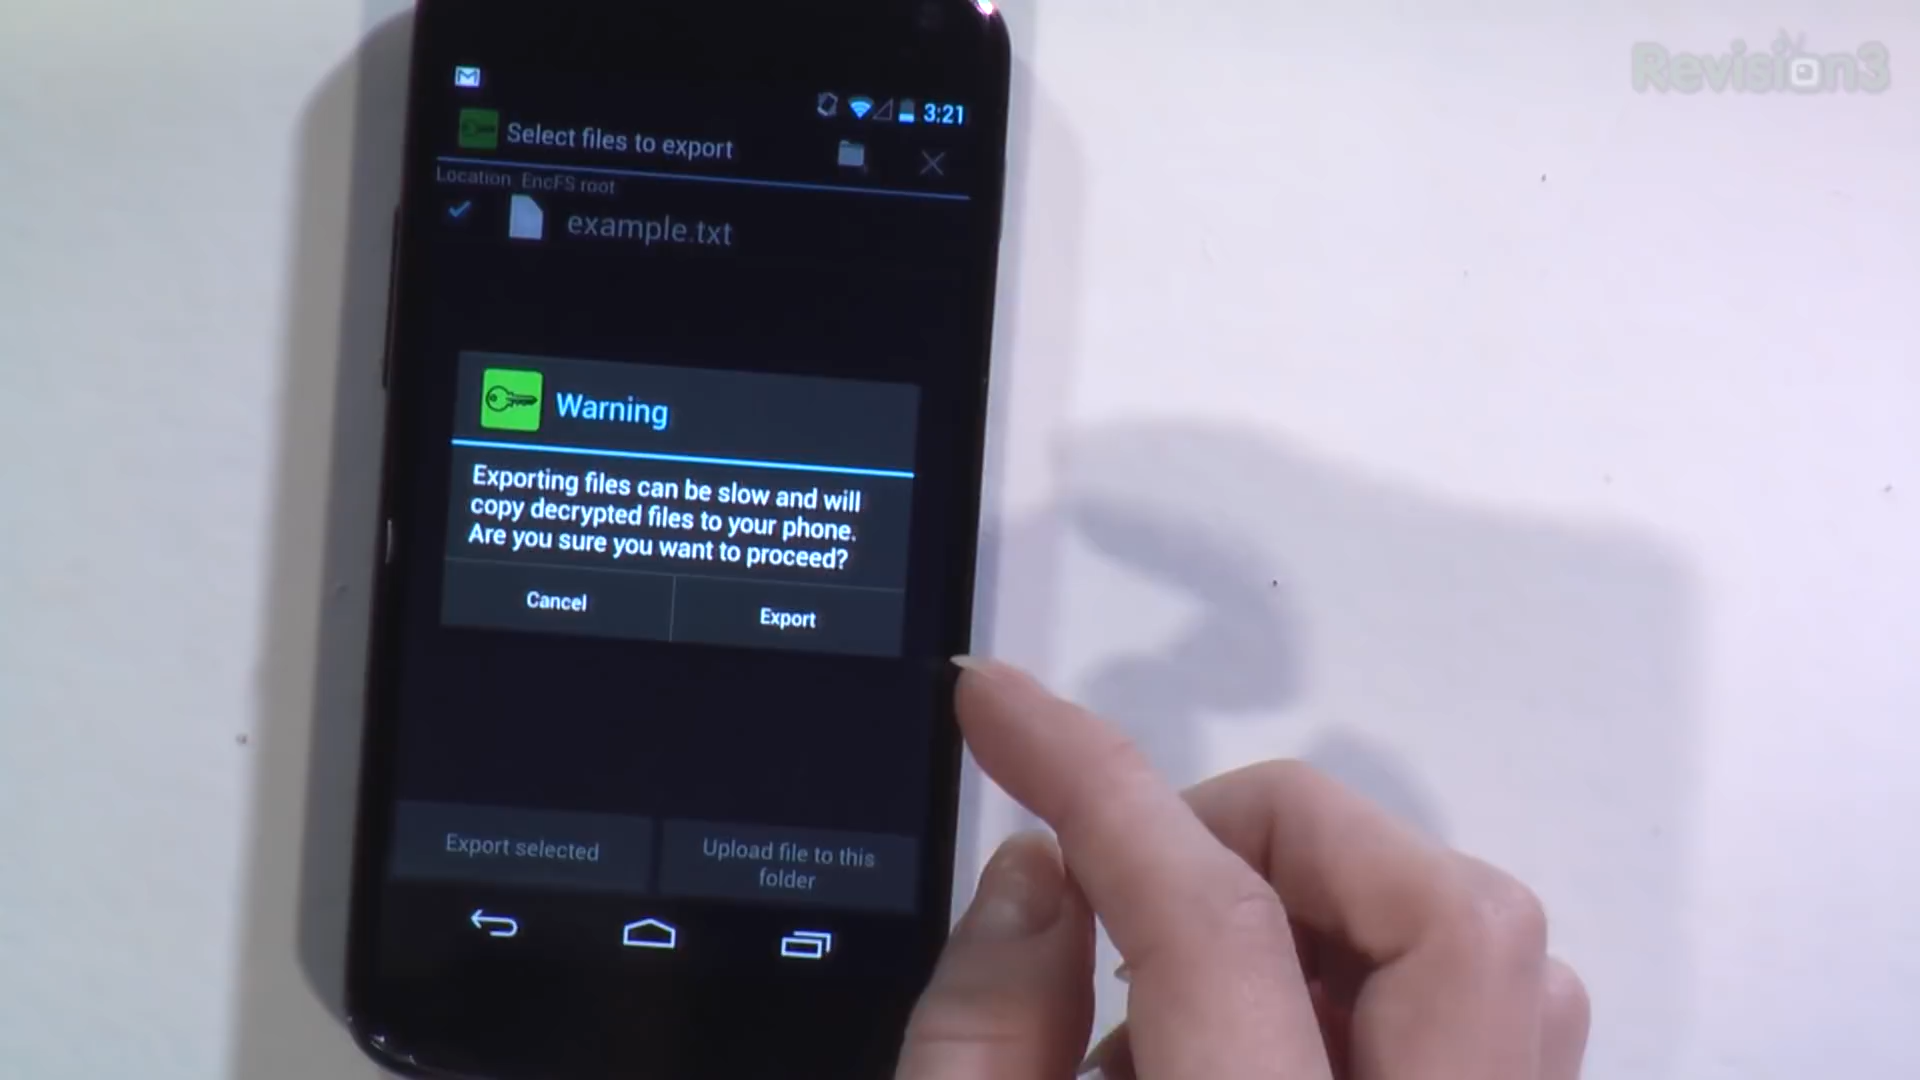 Revision3
3:21
Select files to export
Location: EncFS root
example.txt
Warning
Exporting files can be slow and will
copy decrypted files to your phone.
Are you sure you want to proceed?
Cancel
Export
Export selected
Upload file to this
folder